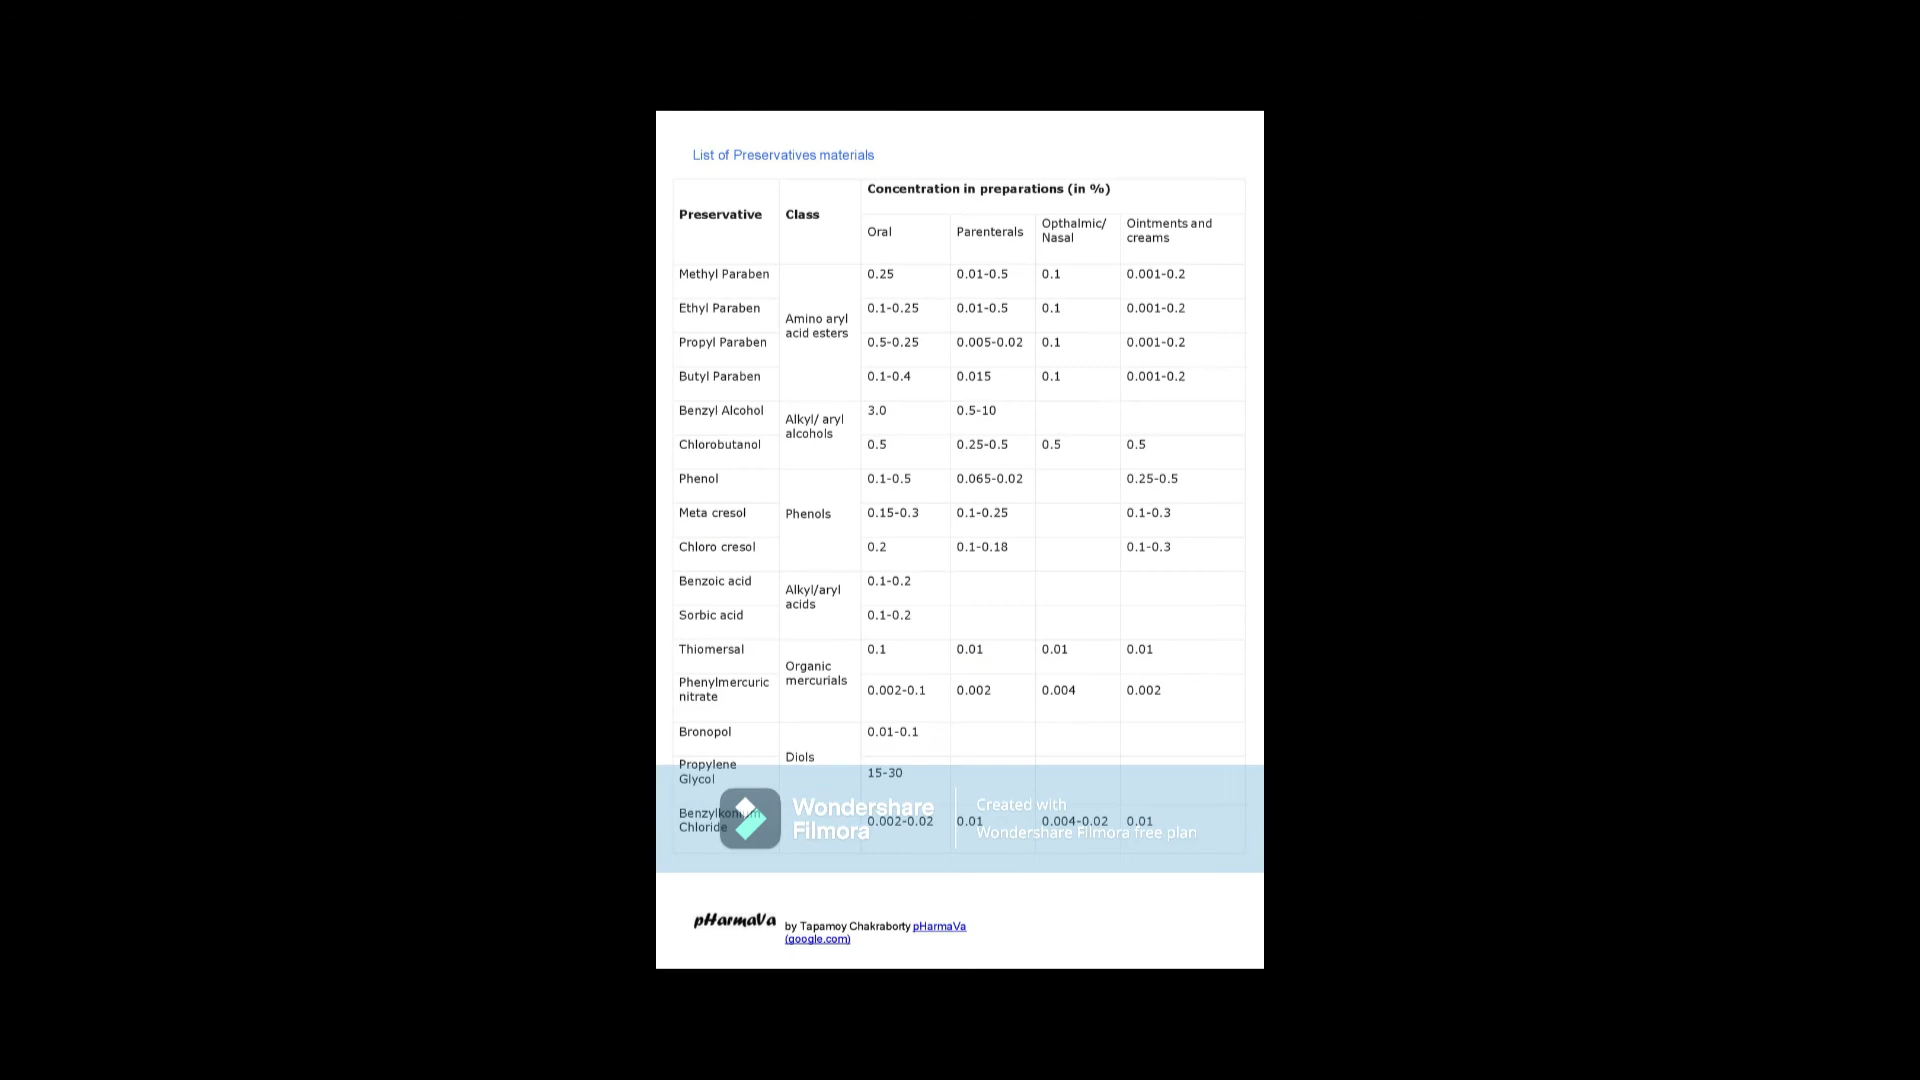 List of Preservatives materials
Preservative Class Concentration in preparations (in %)
Oral Parenterals Opthalmic/ Nasal Ointments and creams
Methyl Paraben Amino aryl acid esters 0.25 0.01-0.5 0.1 0.001-0.2
Ethyl Paraben 0.1-0.25 0.01-0.5 0.1 0.001-0.2
Propyl Paraben 0.5-0.25 0.005-0.02 0.1 0.001-0.2
Butyl Paraben 0.1-0.4 0.015 0.1 0.001-0.2
Benzyl Alcohol Alkyl/ aryl alcohols 3.0 0.5-10
Chlorobutanol 0.5 0.25-0.5 0.5 0.5
Phenol Phenols 0.1-0.5 0.065-0.02 0.25-0.5
Meta cresol 0.15-0.3 0.1-0.25 0.1-0.3
Chloro cresol 0.2 0.1-0.18 0.1-0.3
Benzoic acid Alkyl/aryl acids 0.1-0.2
Sorbic acid 0.1-0.2
Thiomersal Organic mercurials 0.1 0.01 0.01 0.01
Phenylmercuric nitrate 0.002-0.1 0.002 0.004 0.002
Bronopol Diols 0.01-0.1
Propylene Glycol 15-30
Benzylkonium Chloride 0.002-0.02 0.01 0.004-0.02 0.01
Wondershare
Filmora
Created with
Wondershare Filmora free plan
pHarmaVa by Tapamoy Chakraborty pHarmaVa
(google.com)